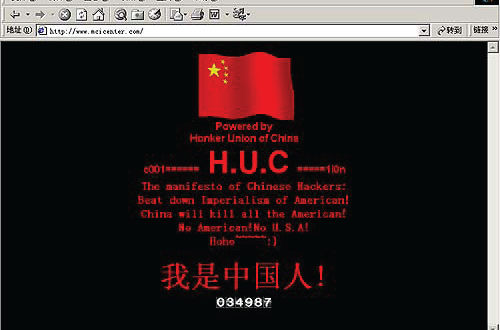 地址(D) http://www.mcicenter.com/ 转到 链接 »
Powered by
Honker Union of China
c001====== H.U.C =====1i0n
The manifesto of Chinese Hackers:
Beat down Imperialism of American!
China will kill all the American!
No American!No U.S.A!
Hoho~~~~~:)
我是中国人!
034987